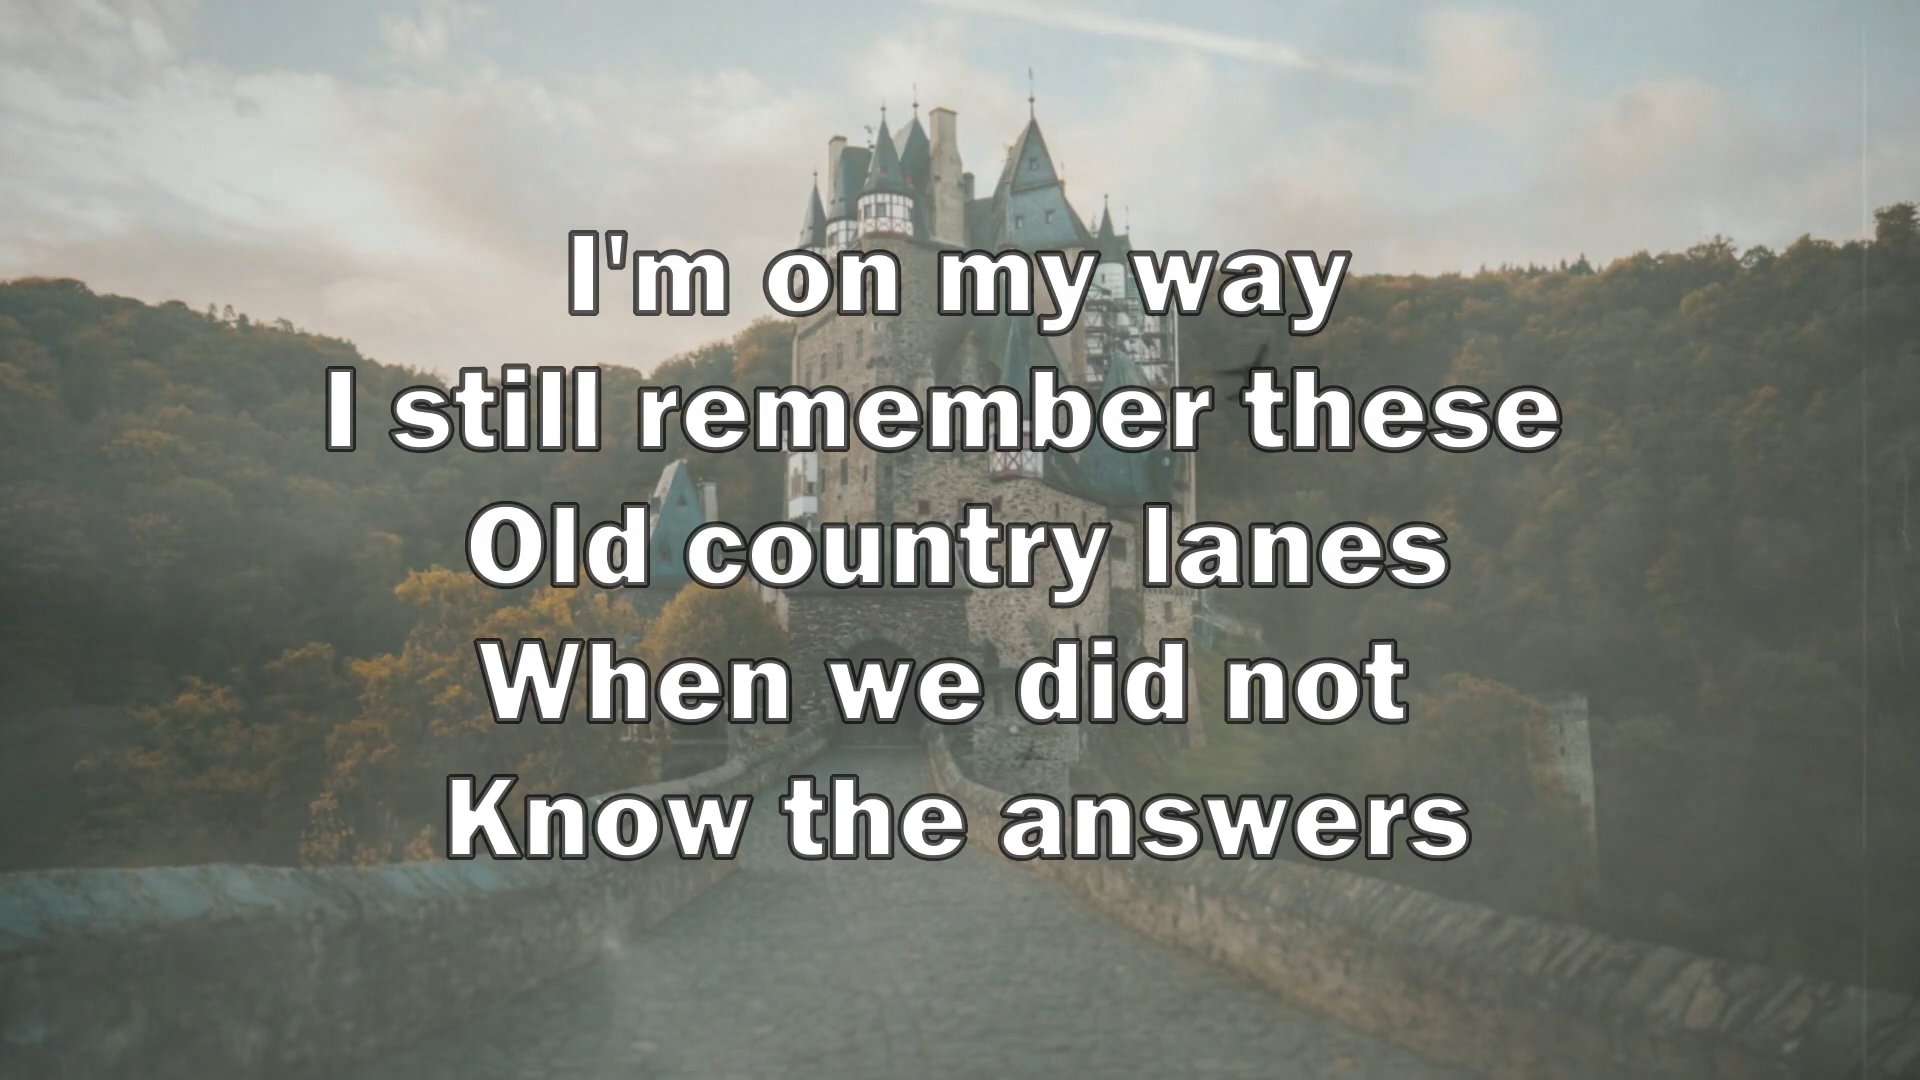 I'm on my way
I still remember these
Old country lanes
When we did not
Know the answers